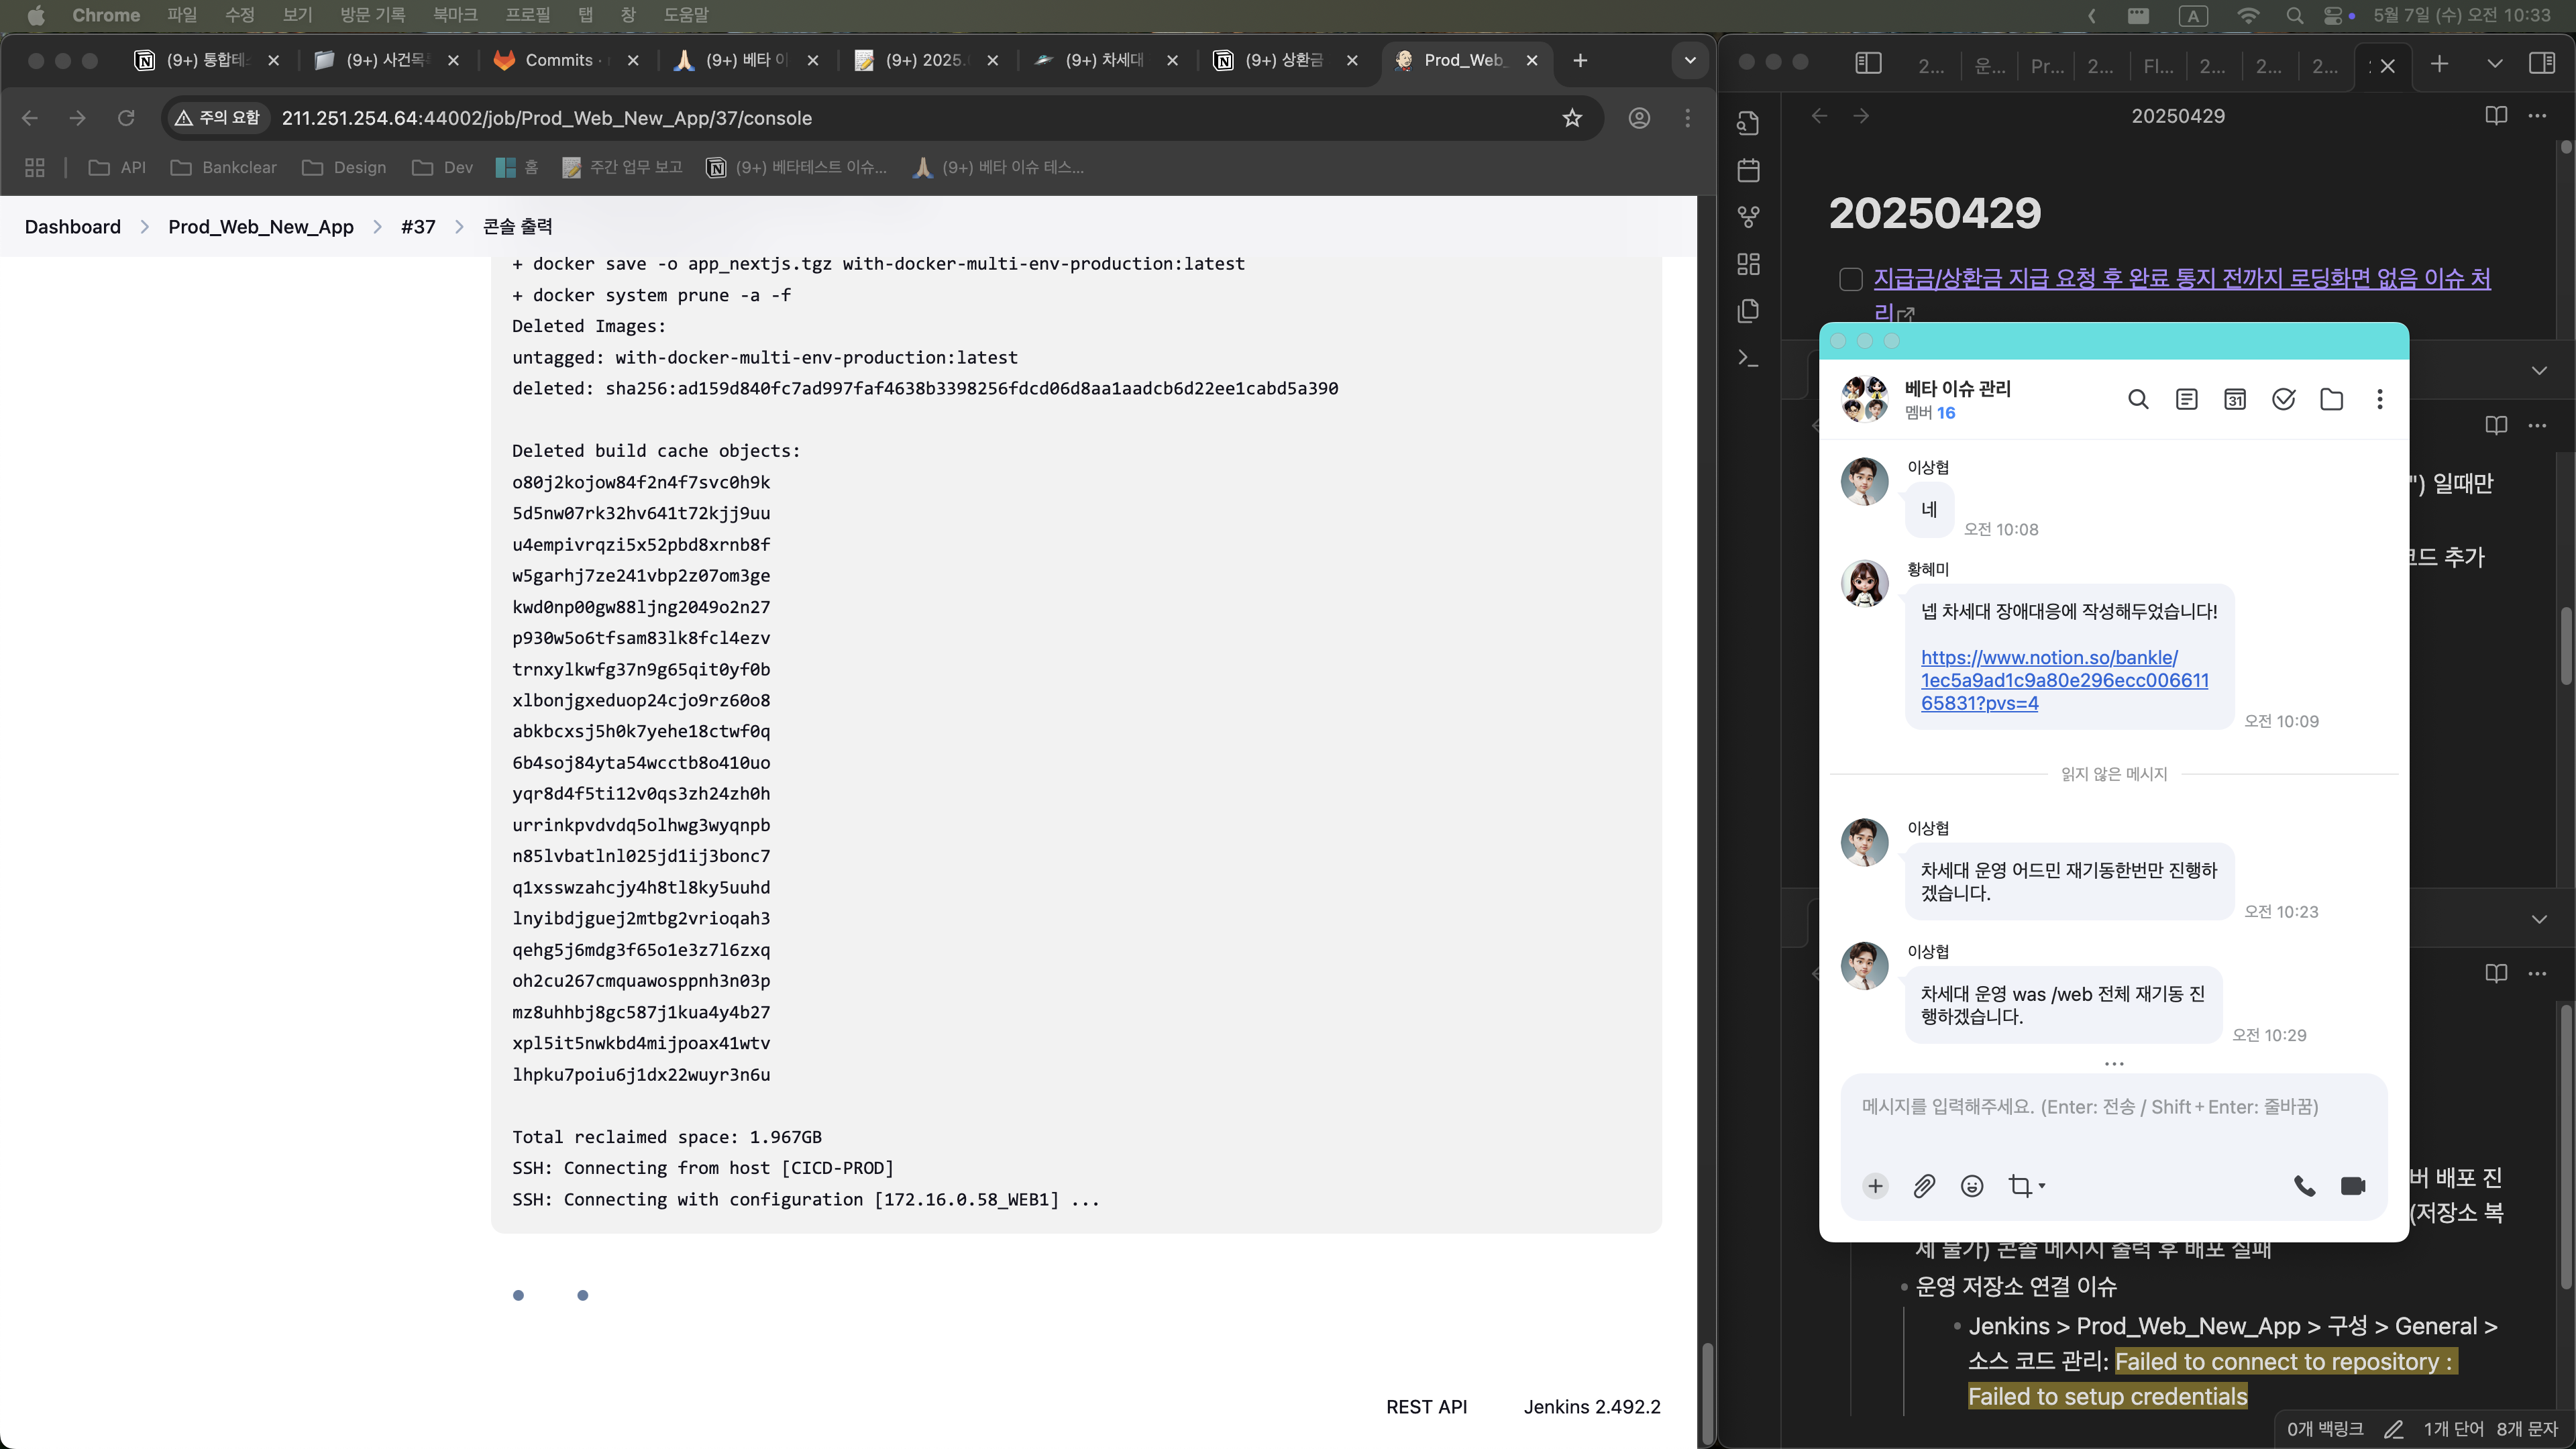 Chrome 파일 수정 보기 방문 기록 북마크 프로필 탭 창 도움말
A 5월 7일 (수) 오전 10:33
(9+) 통합테
(9+) 사건목
Commits ·
(9+) 베타 이
(9+) 2025.
(9+) 차세대
(9+) 상환금
Prod_Web_
주의 요함 211.251.254.64:44002/job/Prod_Web_New_App/37/console
API Bankclear Design Dev 홈 주간 업무 보고 (9+) 베타테스트 이슈... (9+) 베타 이슈 테스...
Dashboard Prod_Web_New_App #37 콘솔 출력
+ docker save -o app_nextjs.tgz with-docker-multi-env-production:latest
+ docker system prune -a -f
Deleted Images:
untagged: with-docker-multi-env-production:latest
deleted: sha256:ad159d840fc7ad997faf4638b3398256fdcd06d8aa1aadcb6d22ee1cabd5a390
Deleted build cache objects:
o80j2kojow84f2n4f7svc0h9k
5d5nw07rk32hv641t72kjj9uu
u4empivrqzi5x52pbd8xrnb8f
w5garhj7ze241vbp2z07om3ge
kwd0np00gw88ljng2049o2n27
p930w5o6tfsam83lk8fcl4ezv
trnxylkwfg37n9g65qit0yf0b
xlbonjgxeduop24cjo9rz60o8
abkbcxsj5h0k7yehe18ctwf0q
6b4soj84yta54wcctb8o410uo
yqr8d4f5ti12v0qs3zh24zh0h
urrinkpvdvdq5olhwg3wyqnpb
n85lvbatlnl025jd1ij3bonc7
q1xsswzahcjy4h8tl8ky5uuhd
lnyibdjguej2mtbg2vrioqah3
qehg5j6mdg3f65o1e3z7l6zxq
oh2cu267cmquawosppnh3n03p
mz8uhhbj8gc587j1kua4y4b27
xpl5it5nwkbd4mijpoax41wtv
lhpku7poiu6j1dx22wuyr3n6u
Total reclaimed space: 1.967GB
SSH: Connecting from host [CICD-PROD]
SSH: Connecting with configuration [172.16.0.58_WEB1] ...
REST API Jenkins 2.492.2
2... 운... Pr... 2... Fl... 2... 2... 2... :
20250429
20250429
지급금/상환금 지급 요청 후 완료 통지 전까지 로딩화면 없음 이슈 처
리
베타 이슈 관리
멤버 16
31
이상협
네
오전 10:08
황혜미
넵 차세대 장애대응에 작성해두었습니다!
https://www.notion.so/bankle/
1ec5a9ad1c9a80e296ecc006611
65831?pvs=4
오전 10:09
읽지 않은 메시지
이상협
차세대 운영 어드민 재기동한번만 진행하
겠습니다.
오전 10:23
이상협
차세대 운영 was /web 전체 재기동 진
행하겠습니다.
오전 10:29
메시지를 입력해주세요. (Enter: 전송 / Shift + Enter: 줄바꿈)
") 일때만
코드 추가
버 배포 진
(저장소 복
제 불가) 콘솔 메시지 출력 후 배포 실패
운영 저장소 연결 이슈
Jenkins > Prod_Web_New_App > 구성 > General >
소스 코드 관리: Failed to connect to repository :
Failed to setup credentials
0개 백링크 1개 단어 8개 문자